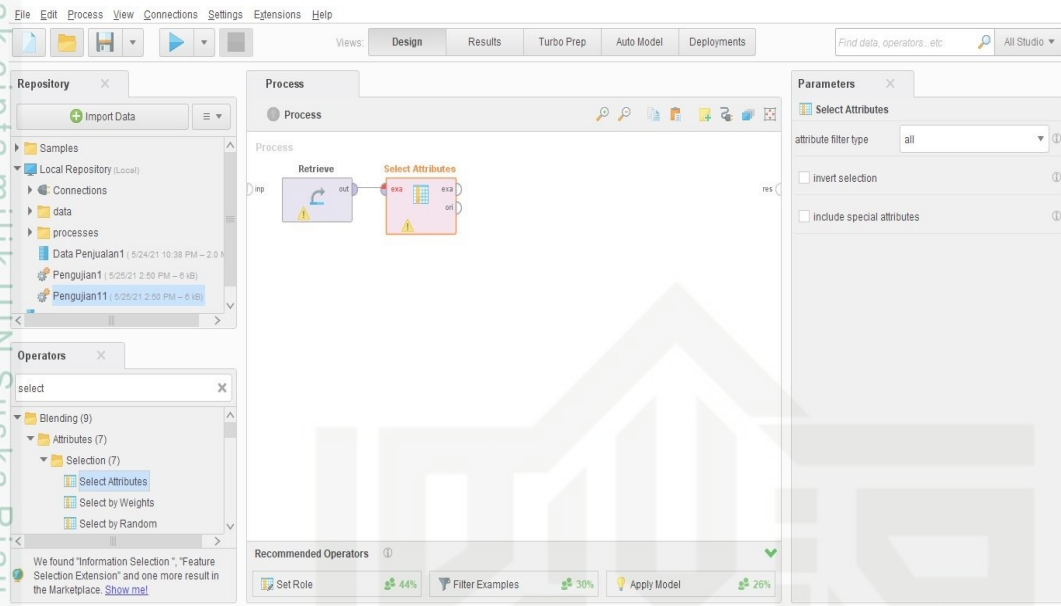 File Edit Process View Connections Settings Extensions Help
Views: Design Results Turbo Prep Auto Model Deployments
Find data, operators...etc All Studio
Repository
Import Data
Samples
Local Repository (Local)
Connections
data
processes
Data Penjualan1 ( 5/24/21 10:38 PM – 2.0 M
Pengujian1 ( 5/25/21 2:50 PM – 6 kB)
Pengujian11 ( 5/25/21 2:50 PM – 6 kB)
Operators
select
Blending (9)
Attributes (7)
Selection (7)
Select Attributes
Select by Weights
Select by Random
We found "Information Selection ", "Feature
Selection Extension" and one more result in
the Marketplace. Show me!
Process
Process
Process
Retrieve
Select Attributes
inp
out
exa
exa
ori
res
Recommended Operators
Set Role 44%
Filter Examples 30%
Apply Model 26%
Parameters
Select Attributes
attribute filter type all
invert selection
include special attributes
milik UIN Suska Riau